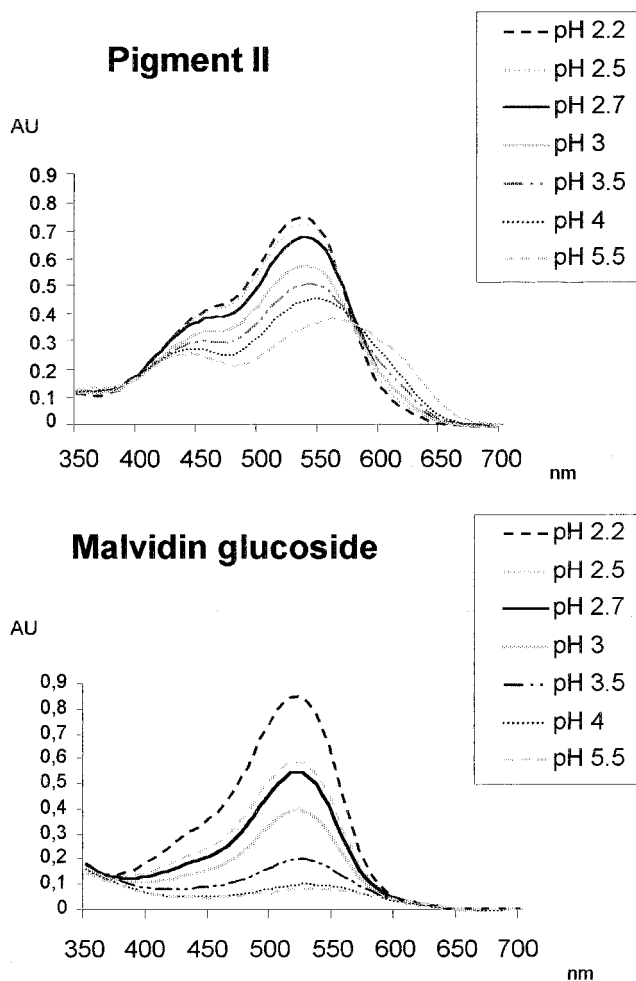 Pigment II
pH 2.2
pH 2.5
pH 2.7
pH 3
pH 3.5
pH 4
pH 5.5
AU
0.9
0.8
0.7
0.6
0.5
0.4
0.3
0.2
0.1
0
350 400 450 500 550 600 650 700
nm
Malvidin glucoside
pH 2.2
pH 2.5
pH 2.7
pH 3
pH 3.5
pH 4
pH 5.5
AU
0,9
0,8
0,7
0,6
0,5
0,4
0,3
0,2
0,1
0
350 400 450 500 550 600 650 700
nm